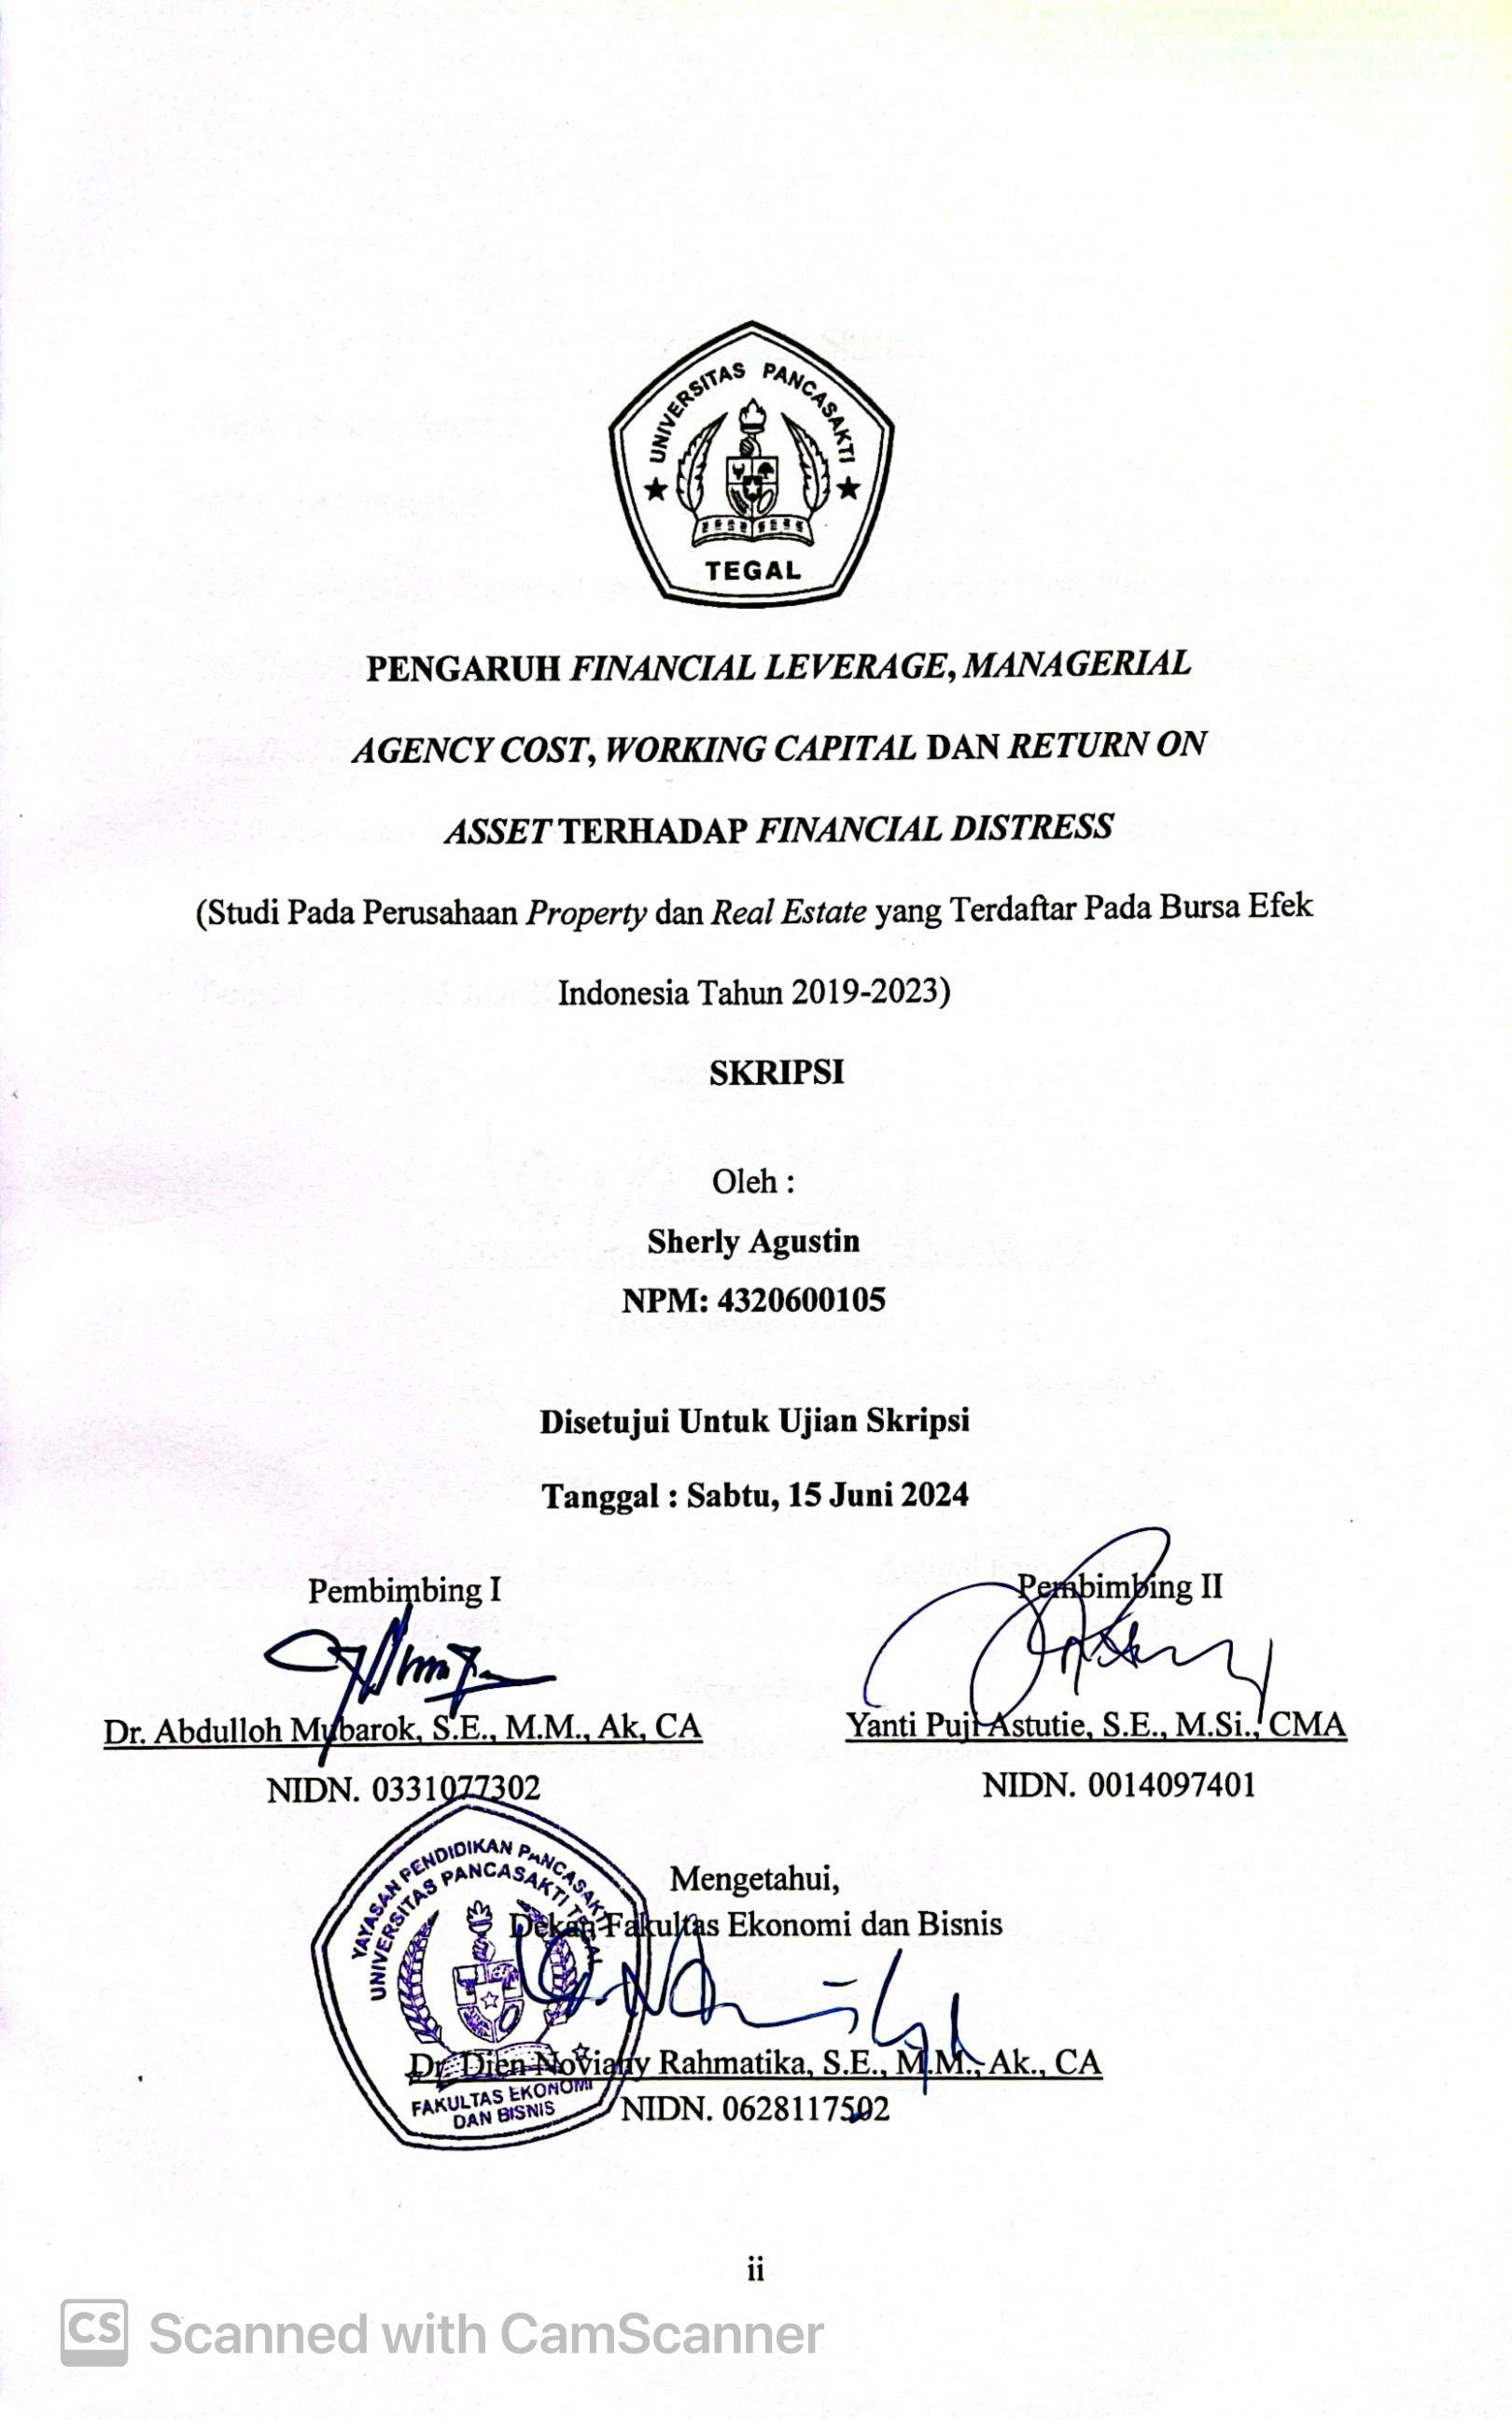 UNIVERSITAS PANCASAKTI
TEGAL
PENGARUH FINANCIAL LEVERAGE, MANAGERIAL
AGENCY COST, WORKING CAPITAL DAN RETURN ON
ASSET TERHADAP FINANCIAL DISTRESS
(Studi Pada Perusahaan Property dan Real Estate yang Terdaftar Pada Bursa Efek
Indonesia Tahun 2019-2023)
SKRIPSI
Oleh :
Sherly Agustin
NPM: 4320600105
Disetujui Untuk Ujian Skripsi
Tanggal : Sabtu, 15 Juni 2024
Pembimbing I
Pembimbing II
Dr. Abdulloh Mubarok, S.E., M.M., Ak, CA
Yanti Puji Astutie, S.E., M.Si., CMA
NIDN. 0331077302
NIDN. 0014097401
YAYASAN PENDIDIKAN PANCASAKTI
UNIVERSITAS PANCASAKTI TEGAL
Mengetahui,
Dekan Fakultas Ekonomi dan Bisnis
Dr. Dien Noviany Rahmatika, S.E., M.M., Ak., CA
FAKULTAS EKONOMI
DAN BISNIS
NIDN. 0628117502
ii
CS Scanned with CamScanner